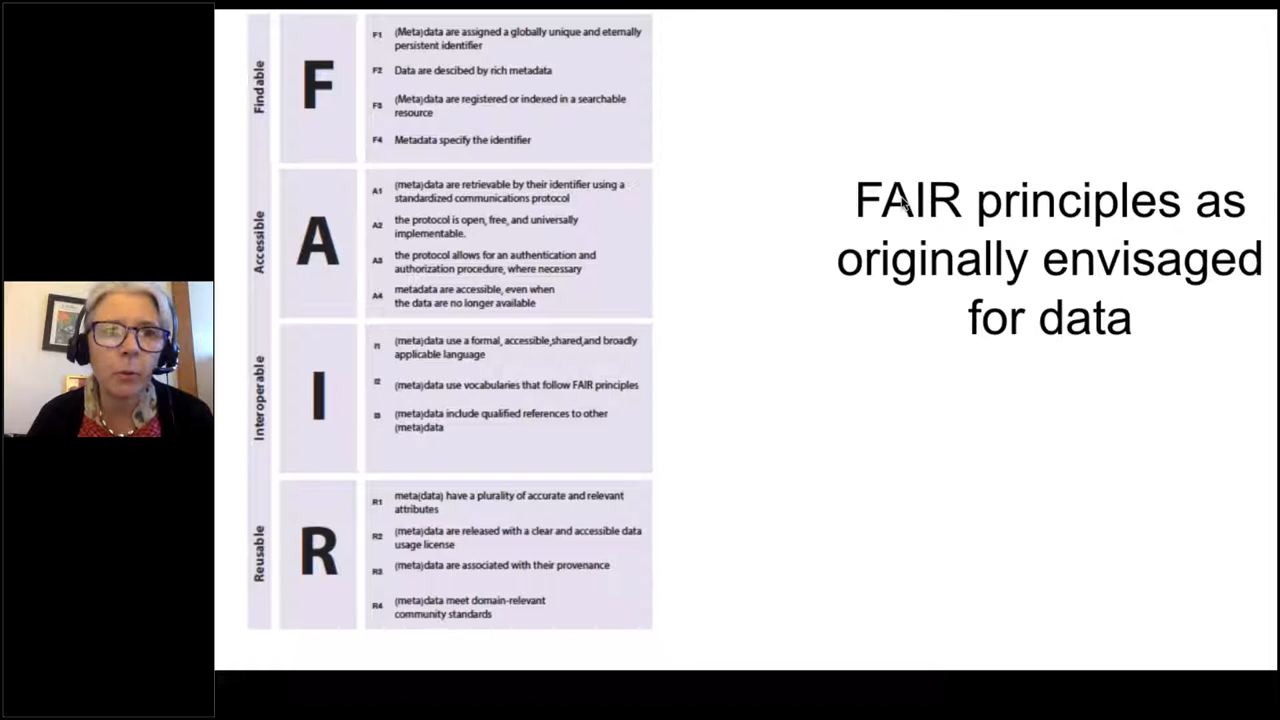 Findable
F
F1 (Meta)data are assigned a globally unique and eternally
persistent identifier
F2 Data are descibed by rich metadata
F3 (Meta)data are registered or indexed in a searchable
resource
F4 Metadata specify the identifier
Accessible
A
A1 (meta)data are retrievable by their identifier using a
standardized communications protocol
A2 the protocol is open, free, and universally
implementable.
A3 the protocol allows for an authentication and
authorization procedure, where necessary
A4 metadata are accessible, even when
the data are no longer available
Interoperable
I
I1 (meta)data use a formal, accessible,shared,and broadly
applicable language
I2 (meta)data use vocabularies that follow FAIR principles
I3 (meta)data include qualified references to other
(meta)data
Reusable
R
R1 meta(data) have a plurality of accurate and relevant
attributes
R2 (meta)data are released with a clear and accessible data
usage license
R3 (meta)data are associated with their provenance
R4 (meta)data meet domain-relevant
community standards
FAIR principles as
originally envisaged
for data